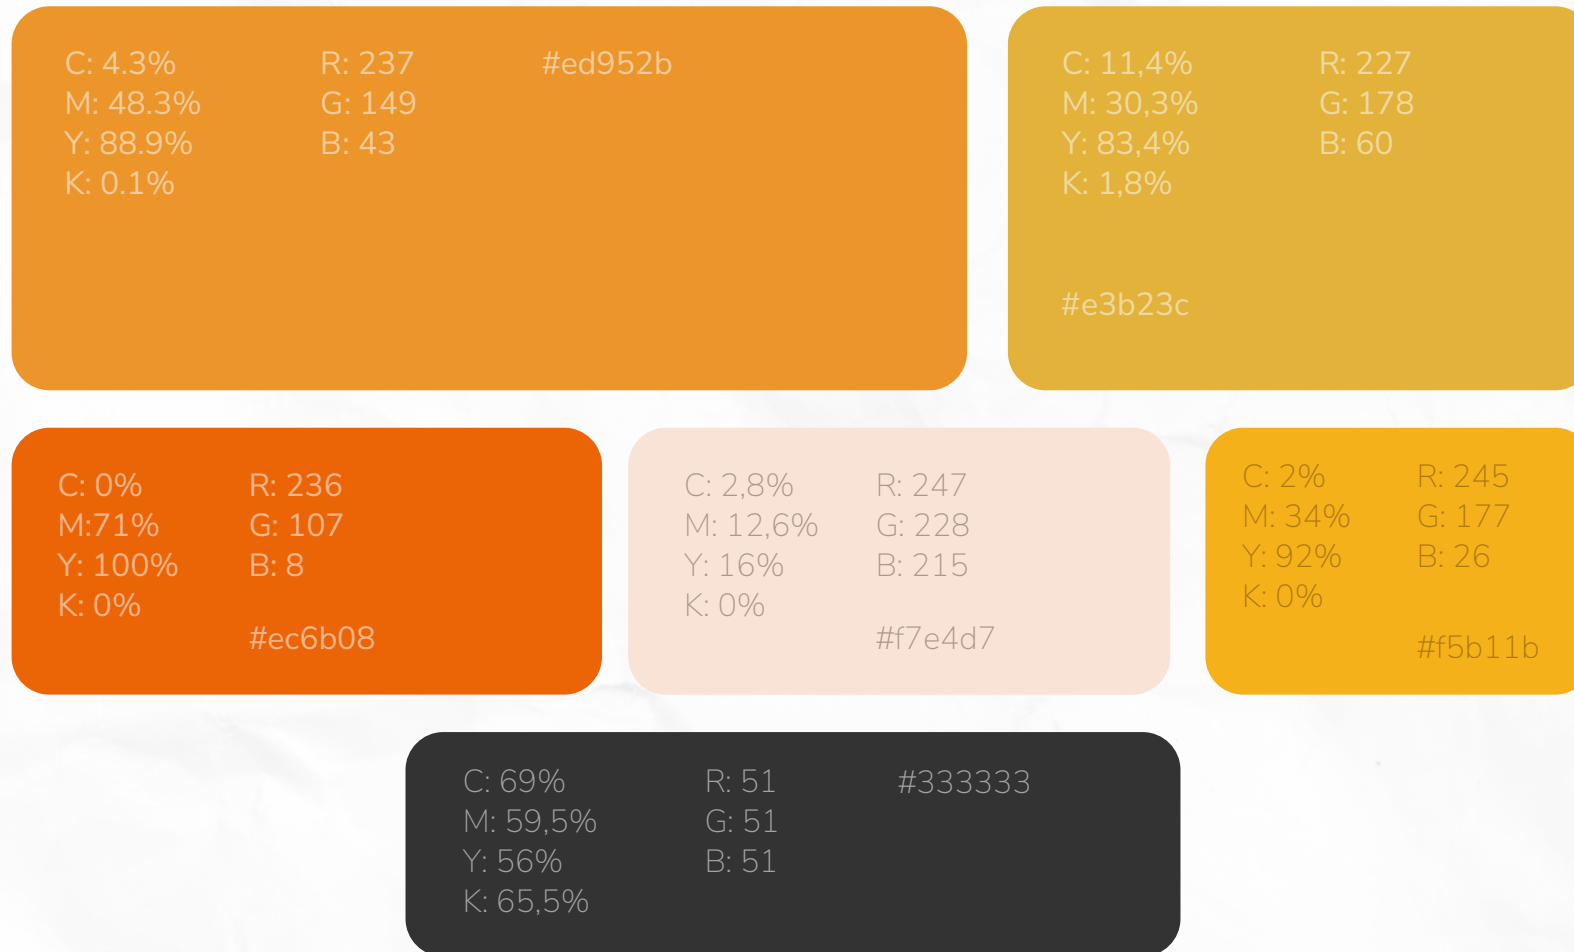 C: 4.3%
M: 48.3%
Y: 88.9%
K: 0.1%
R: 237
G: 149
B: 43
#ed952b
C: 11,4%
M: 30,3%
Y: 83,4%
K: 1,8%
R: 227
G: 178
B: 60
#e3b23c
C: 0%
M:71%
Y: 100%
K: 0%
R: 236
G: 107
B: 8
#ec6b08
C: 2,8%
M: 12,6%
Y: 16%
K: 0%
R: 247
G: 228
B: 215
#f7e4d7
C: 2%
M: 34%
Y: 92%
K: 0%
R: 245
G: 177
B: 26
#f5b11b
C: 69%
M: 59,5%
Y: 56%
K: 65,5%
R: 51
G: 51
B: 51
#333333